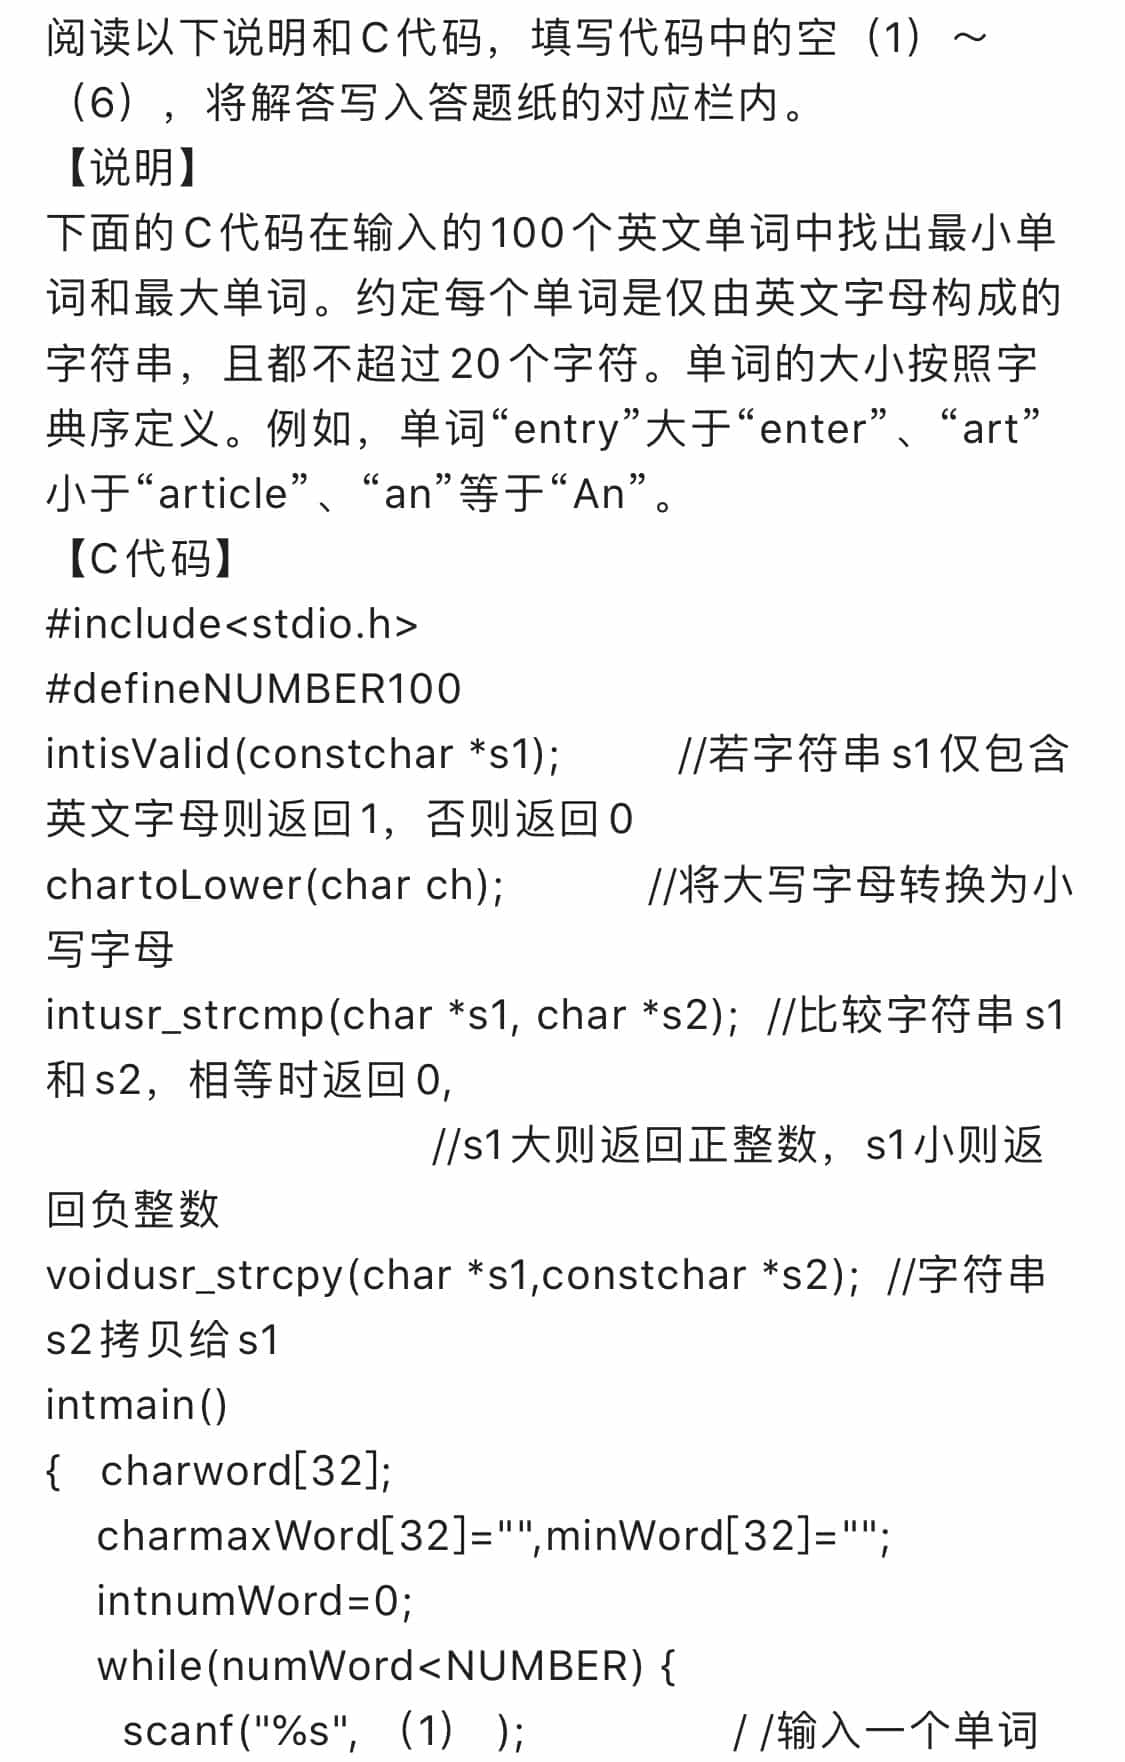 阅读以下说明和C代码，填写代码中的空（1）～
（6），将解答写入答题纸的对应栏内。
【说明】
下面的C代码在输入的100个英文单词中找出最小单
词和最大单词。约定每个单词是仅由英文字母构成的
字符串，且都不超过20个字符。单词的大小按照字
典序定义。例如，单词“entry”大于“enter”、“art”
小于“article”、“an”等于“An”。
【C代码】
#include<stdio.h>
#defineNUMBER100
intisValid(constchar *s1); //若字符串s1仅包含
英文字母则返回1，否则返回0
chartoLower(char ch); //将大写字母转换为小
写字母
intusr_strcmp(char *s1, char *s2); //比较字符串s1
和s2，相等时返回0,
//s1大则返回正整数，s1小则返
回负整数
voidusr_strcpy(char *s1,constchar *s2); //字符串
s2拷贝给s1
intmain()
{ charword[32];
charmaxWord[32]="",minWord[32]="";
intnumWord=0;
while(numWord<NUMBER) {
scanf("%s", （1） ); / /输入一个单词